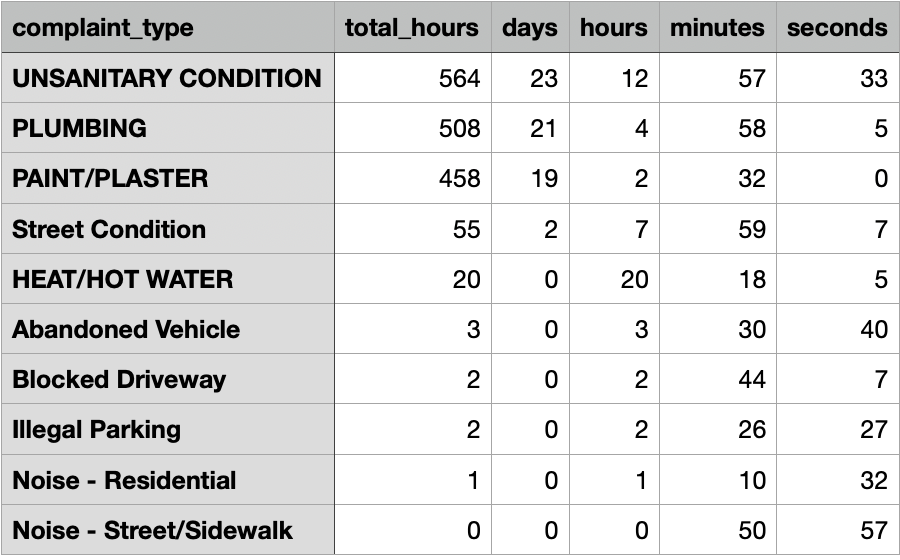 complaint_type total_hours days hours minutes seconds
UNSANITARY CONDITION 564 23 12 57 33
PLUMBING 508 21 4 58 5
PAINT/PLASTER 458 19 2 32 0
Street Condition 55 2 7 59 7
HEAT/HOT WATER 20 0 20 18 5
Abandoned Vehicle 3 0 3 30 40
Blocked Driveway 2 0 2 44 7
Illegal Parking 2 0 2 26 27
Noise - Residential 1 0 1 10 32
Noise - Street/Sidewalk 0 0 0 50 57